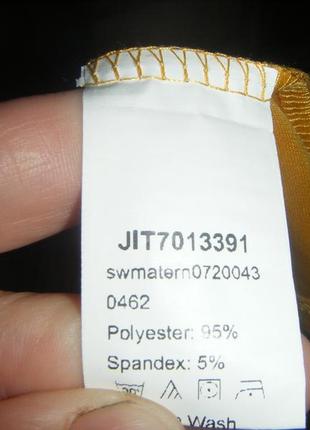 JIT7013391
swmatern0720043
0462
Polyester: 95%
Spandex: 5%
Wash